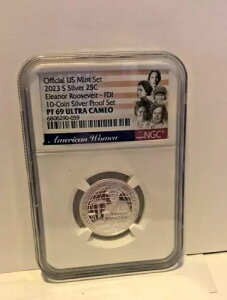 Official US Mint Set
2023 S Silver 25C
Eleanor Roosevelt - FDI
10-Coin Silver Proof Set
PF 69 ULTRA CAMEO
NGC
American Women